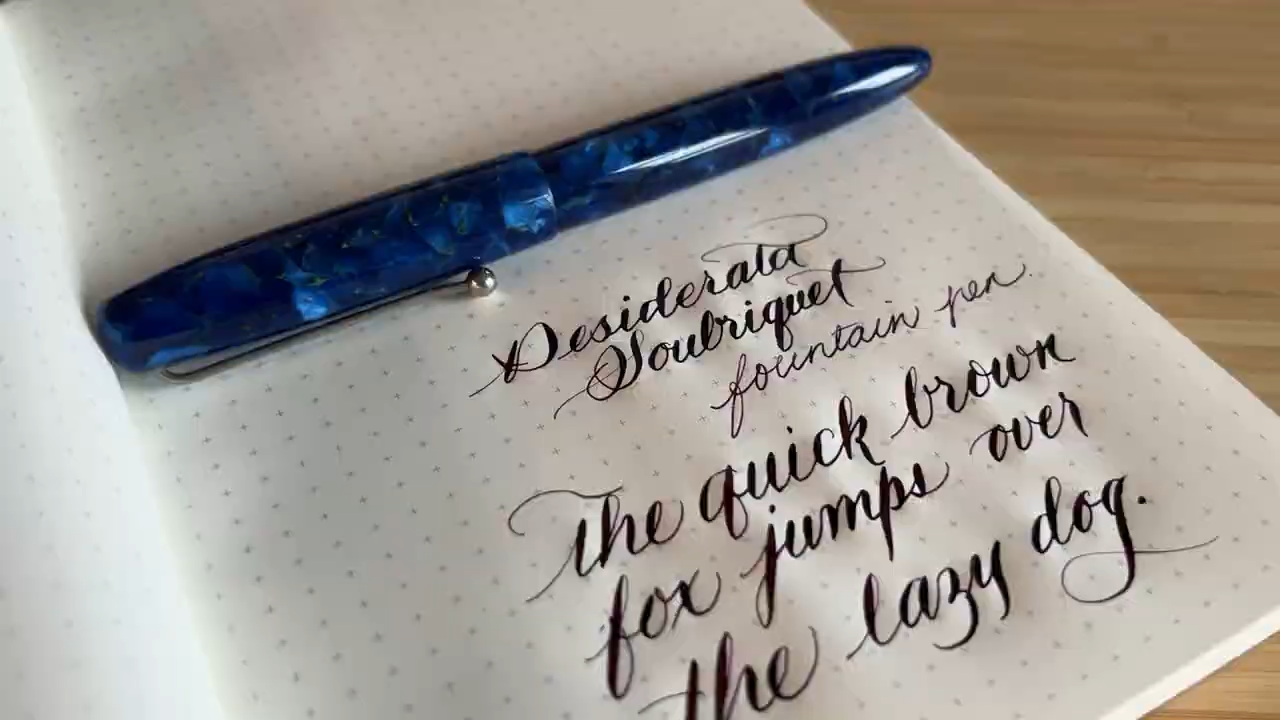 Desiderata
Soubriquet
fountain pen.
The quick brown
fox jumps over
the lazy dog.